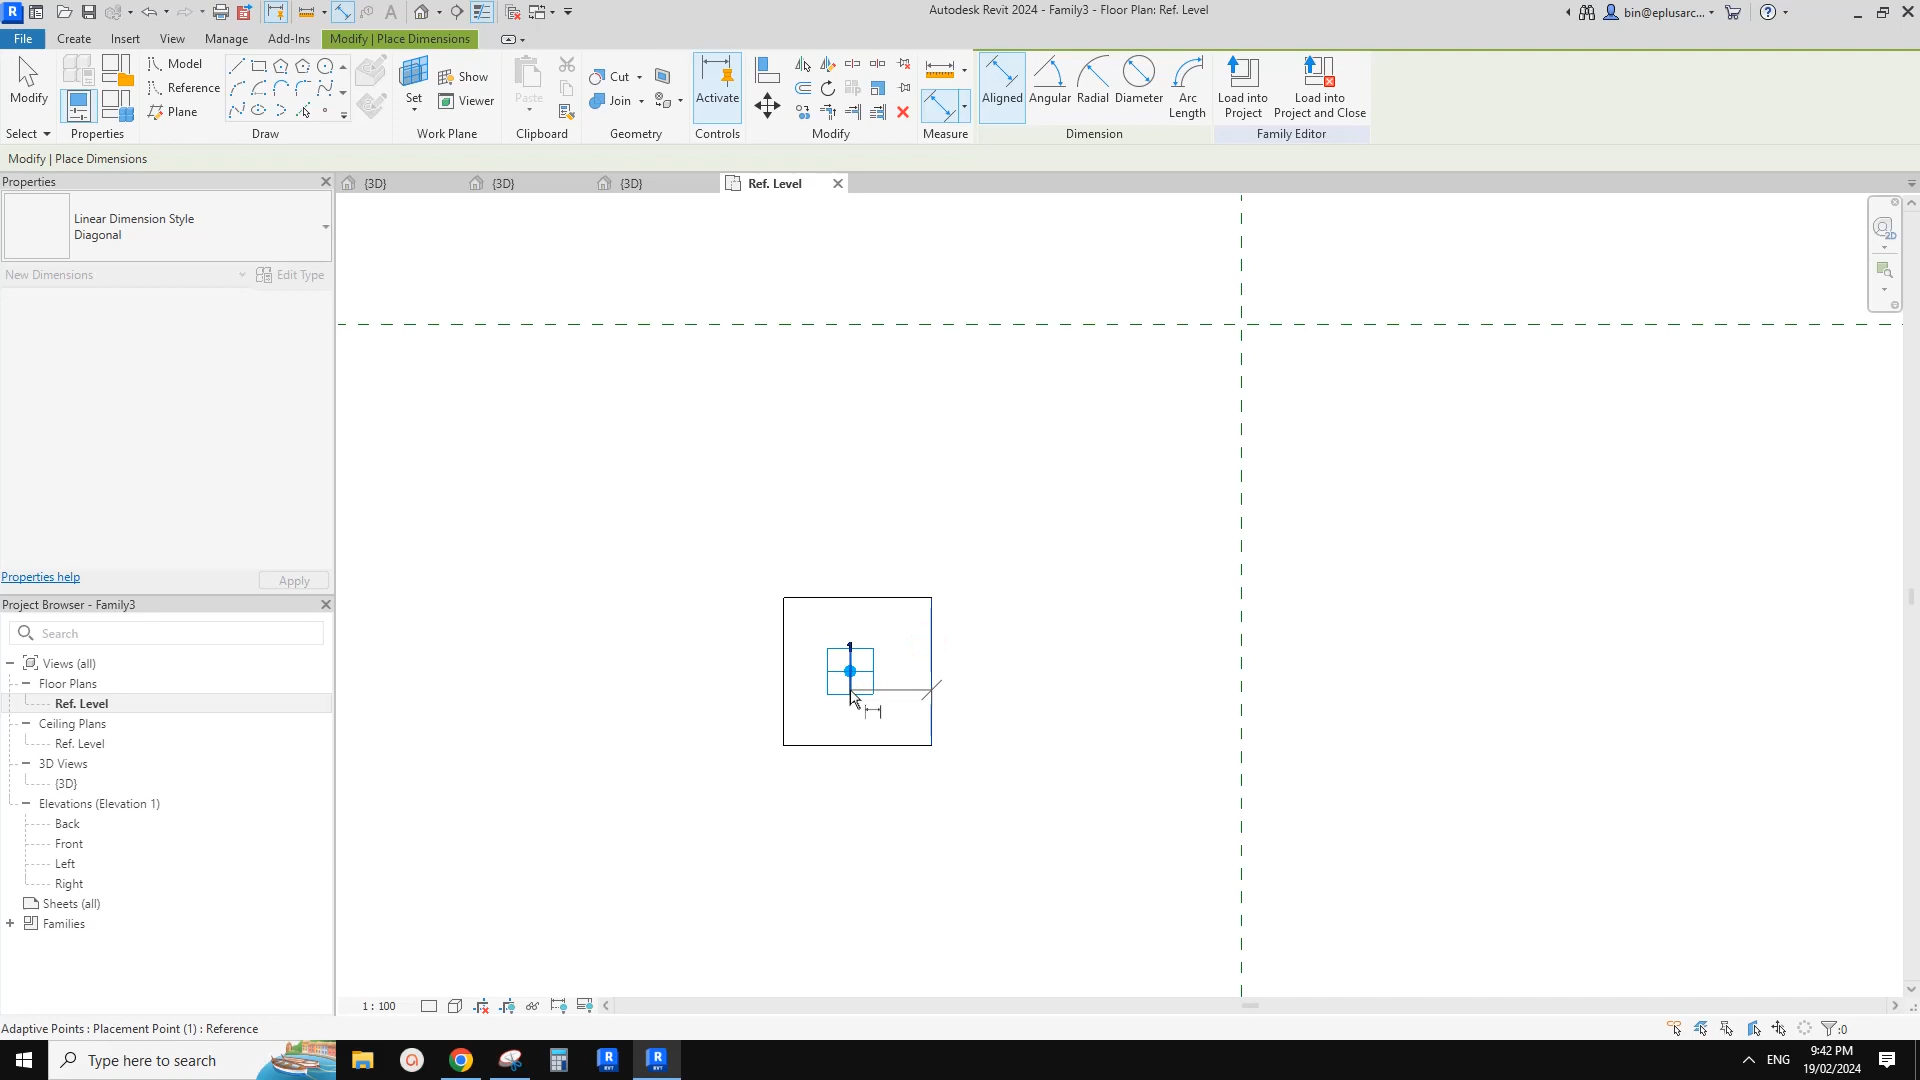 Autodesk Revit 2024 - Family3 - Floor Plan: Ref. Level
bin@eplusarc...
File
Create
Insert
View
Manage
Add-Ins
Modify | Place Dimensions
Modify
Select
Properties
Model
Reference
Plane
Draw
Set
Show
Viewer
Work Plane
Paste
Clipboard
Cut
Join
Geometry
Activate
Controls
Modify
Measure
Aligned
Angular
Radial
Diameter
Arc
Length
Dimension
Load into
Project
Load into
Project and Close
Family Editor
Modify | Place Dimensions
Properties
{3D}
{3D}
{3D}
Ref. Level
Linear Dimension Style
Diagonal
New Dimensions
Edit Type
2D
1
Properties help
Apply
Project Browser - Family3
Search
Views (all)
Floor Plans
Ref. Level
Ceiling Plans
Ref. Level
3D Views
{3D}
Elevations (Elevation 1)
Back
Front
Left
Right
Sheets (all)
Families
1 : 100
Adaptive Points : Placement Point (1) : Reference
:0
Type here to search
ENG
9:42 PM
19/02/2024